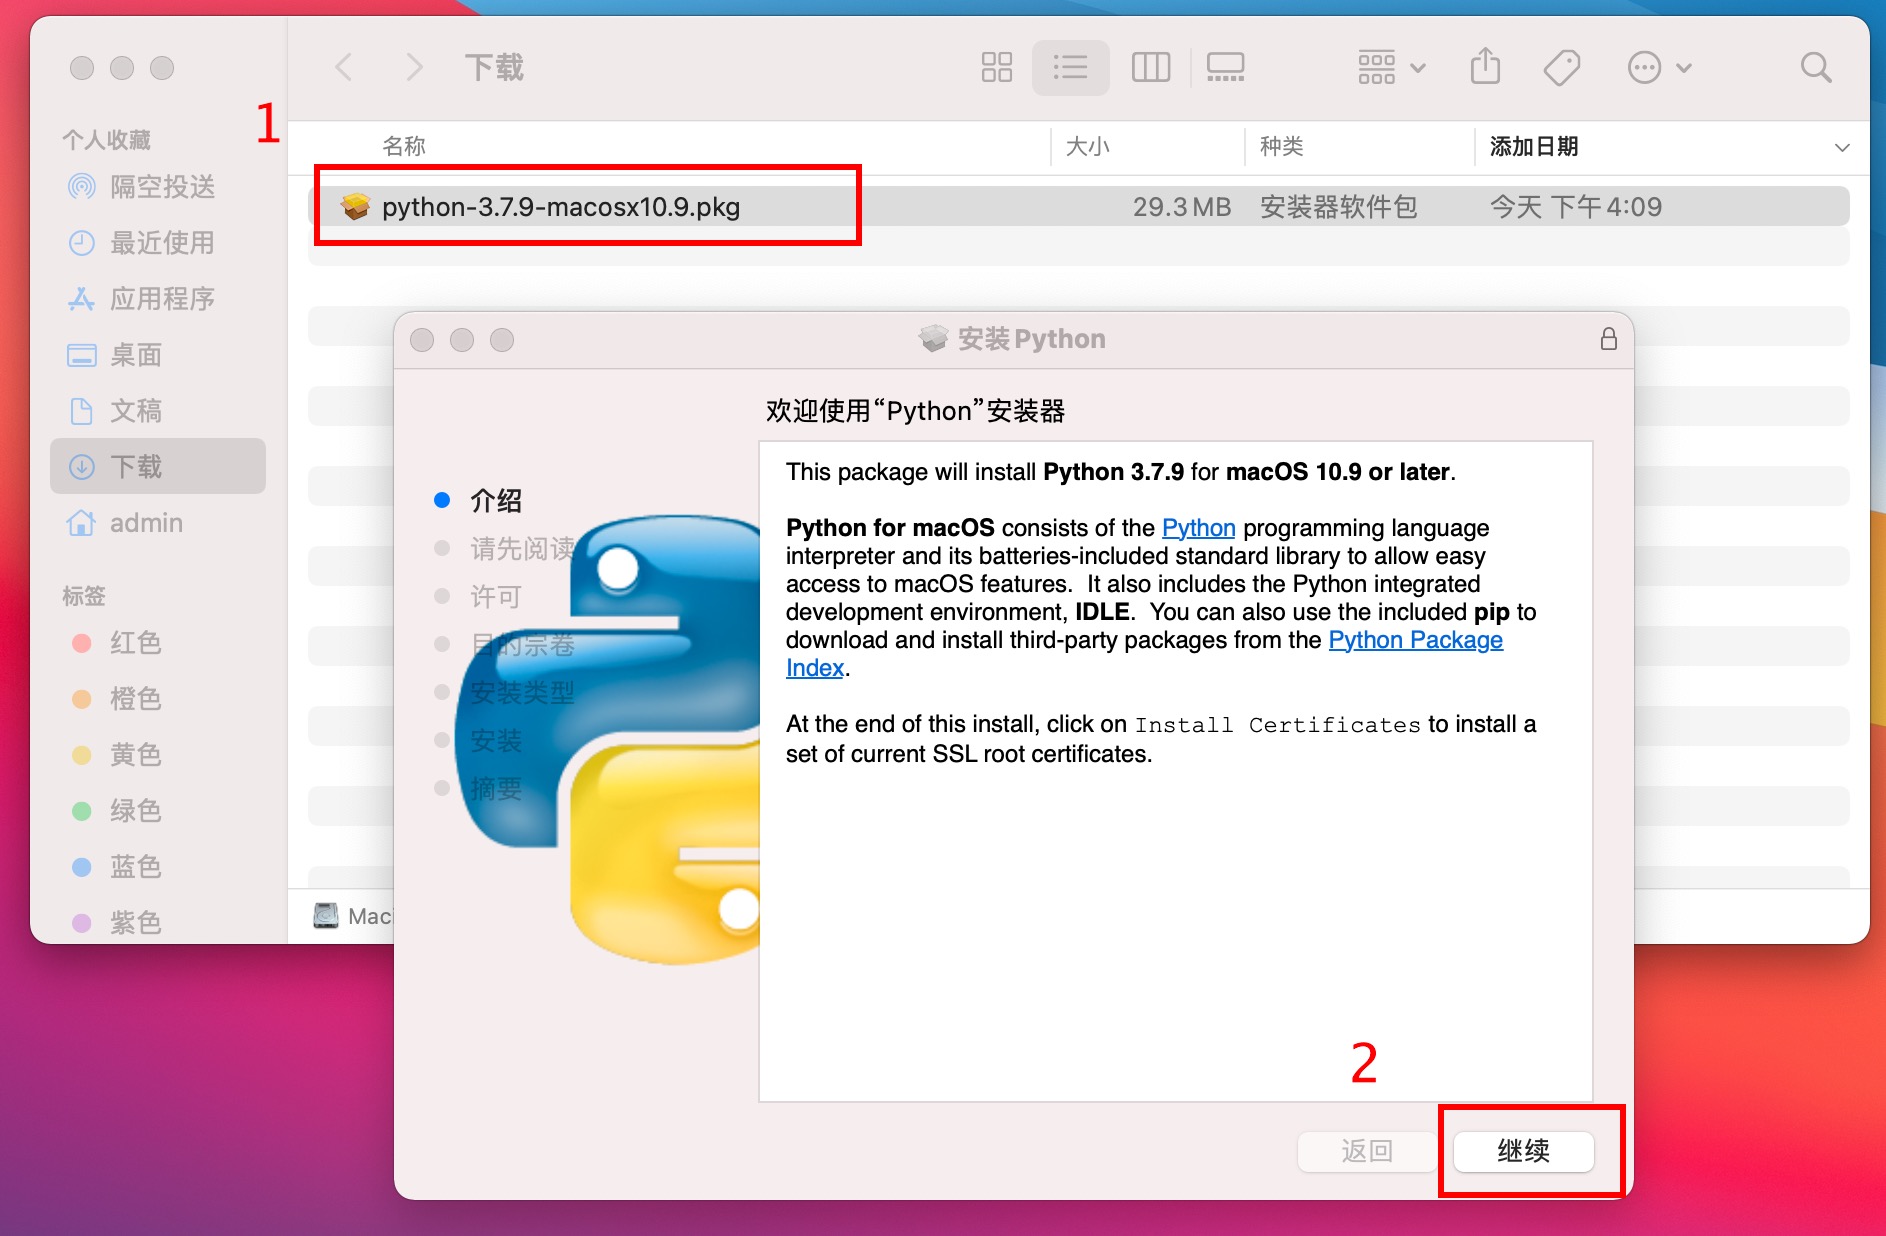 下载
1
个人收藏
隔空投送
最近使用
应用程序
桌面
文稿
下载
admin
标签
红色
橙色
黄色
绿色
蓝色
紫色
名称 大小 种类 添加日期
python-3.7.9-macosx10.9.pkg 29.3 MB 安装器软件包 今天 下午4:09
安装Python
欢迎使用“Python”安装器
介绍
请先阅读
许可
目的宗卷
安装类型
安装
摘要
This package will install Python 3.7.9 for macOS 10.9 or later.
Python for macOS consists of the Python programming language
interpreter and its batteries-included standard library to allow easy
access to macOS features. It also includes the Python integrated
development environment, IDLE. You can also use the included pip to
download and install third-party packages from the Python Package
Index.
At the end of this install, click on Install Certificates to install a
set of current SSL root certificates.
2
返回 继续